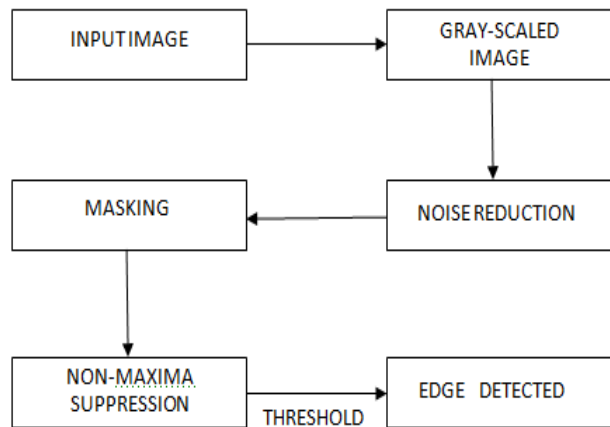 INPUT IMAGE
GRAY-SCALED
IMAGE
MASKING
NOISE REDUCTION
NON-MAXIMA
SUPPRESSION
THRESHOLD
EDGE DETECTED